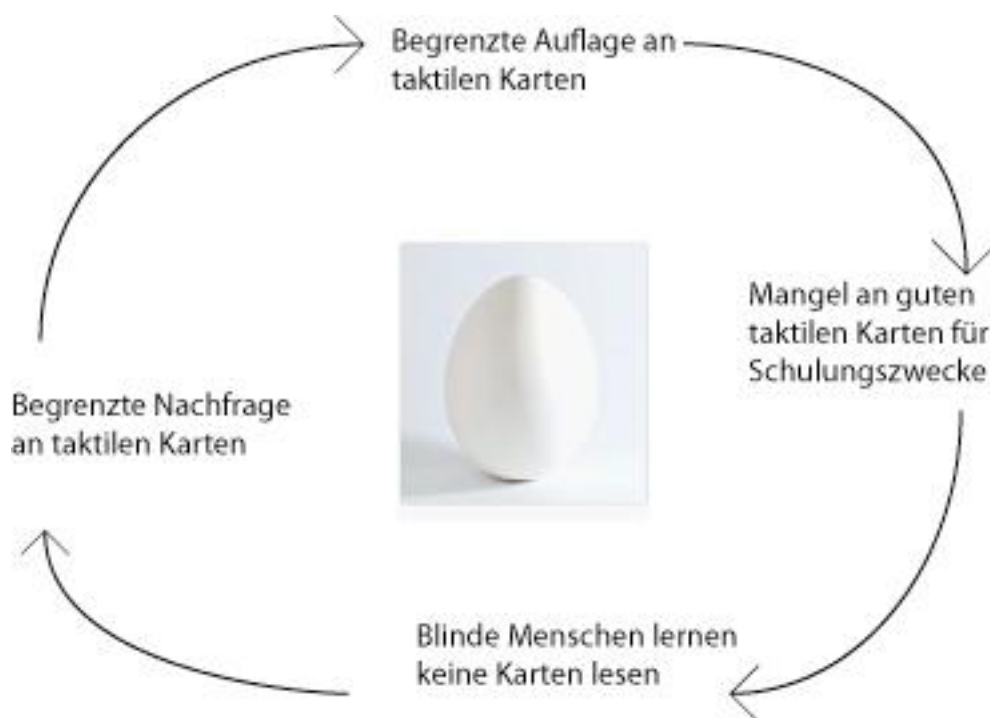 Begrenzte Auflage an
taktilen Karten
Mangel an guten
taktilen Karten für
Schulungszwecke
Blinde Menschen lernen
keine Karten lesen
Begrenzte Nachfrage
an taktilen Karten